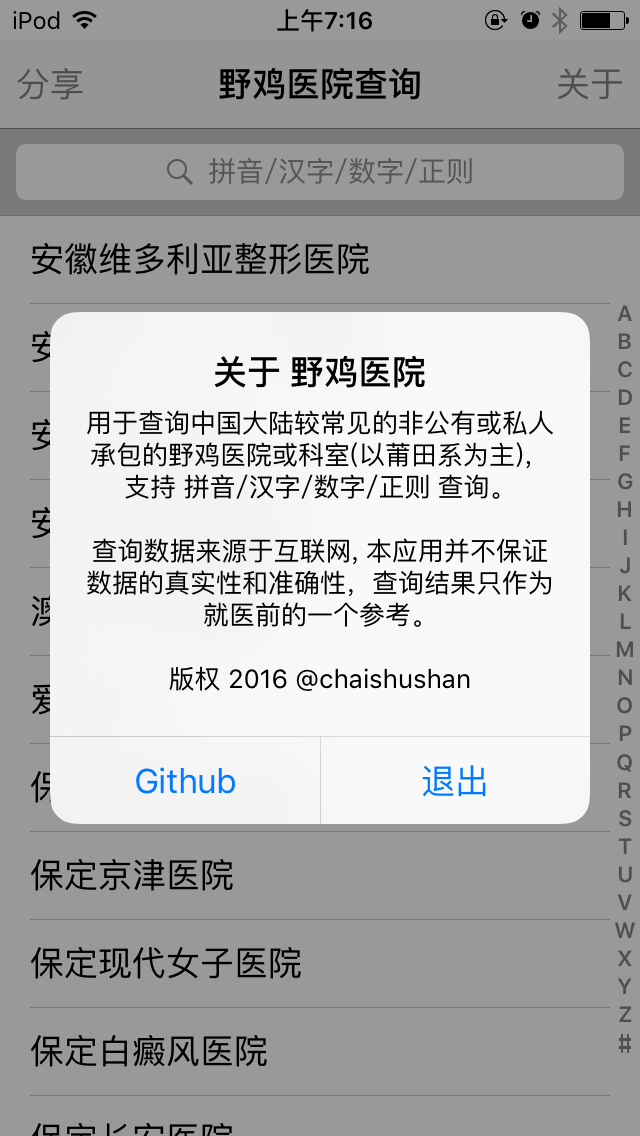 iPod 上午7:16
分享 野鸡医院查询 关于
拼音/汉字/数字/正则
安徽维多利亚整形医院
安
安
安
澳
爱
保
关于 野鸡医院
用于查询中国大陆较常见的非公有或私人
承包的野鸡医院或科室(以莆田系为主),
支持 拼音/汉字/数字/正则 查询。
查询数据来源于互联网, 本应用并不保证
数据的真实性和准确性, 查询结果只作为
就医前的一个参考。
版权 2016 @chaishushan
Github 退出
保定京津医院
保定现代女子医院
保定白癜风医院
保定长安医院
A
B
C
D
E
F
G
H
I
J
K
L
M
N
O
P
Q
R
S
T
U
V
W
X
Y
Z
#